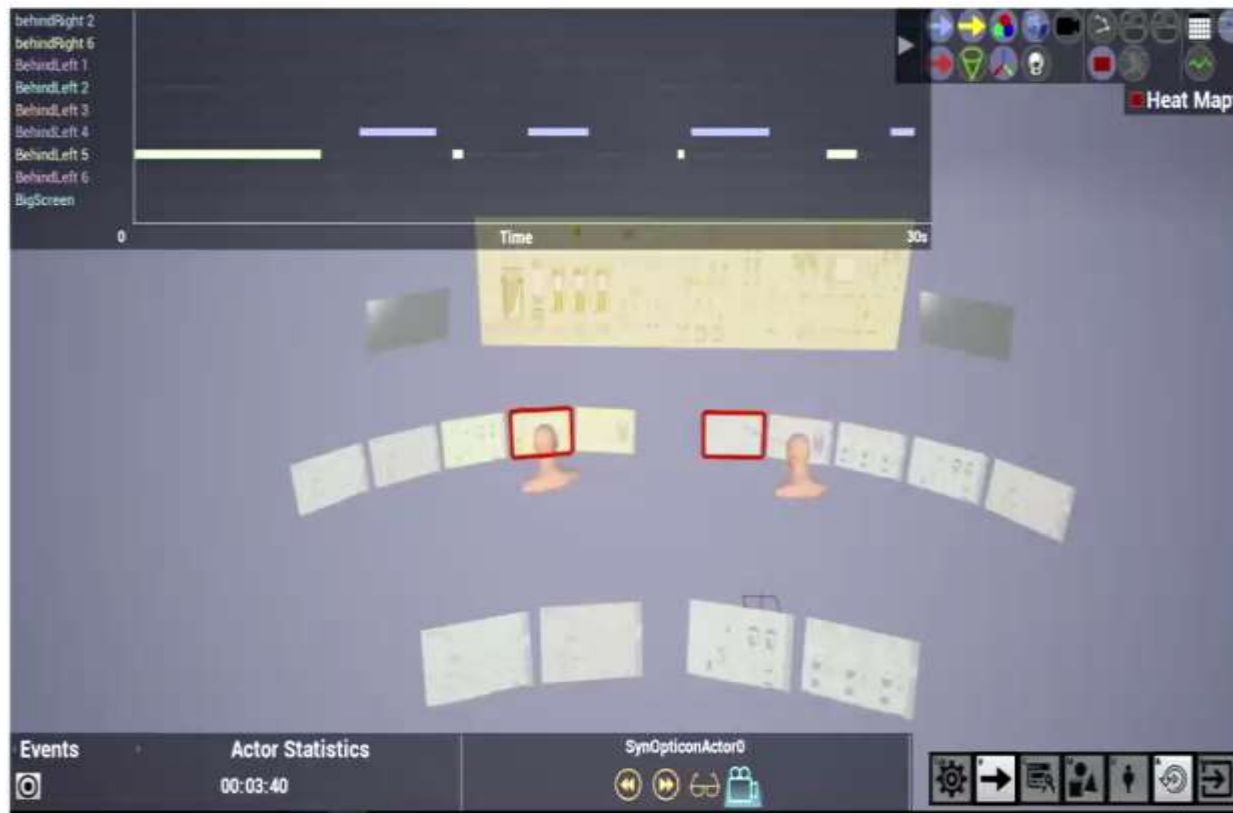 behindRight 2
behindRight 6
BehindLeft 1
BehindLeft 2
BehindLeft 3
BehindLeft 4
BehindLeft 5
BehindLeft 6
BigScreen
0 Time 30s
Heat Map
Events Actor Statistics SynOpticonActor0
00:03:40